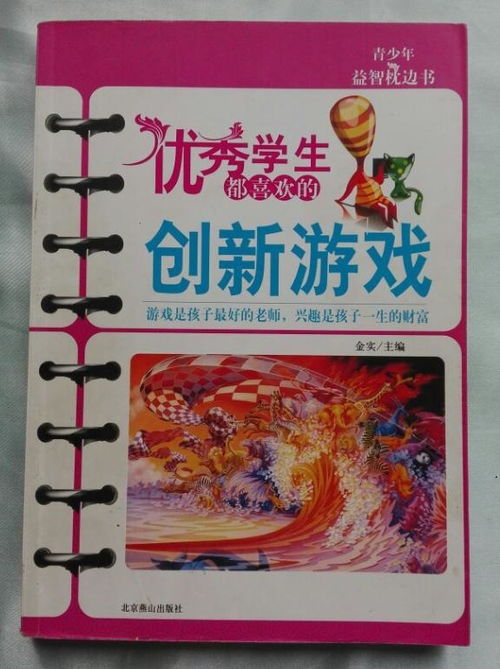 青少年
益智枕边书
优秀学生
都喜欢的
创新游戏
游戏是孩子最好的老师，兴趣是孩子一生的财富
金实/主编
北京燕山出版社